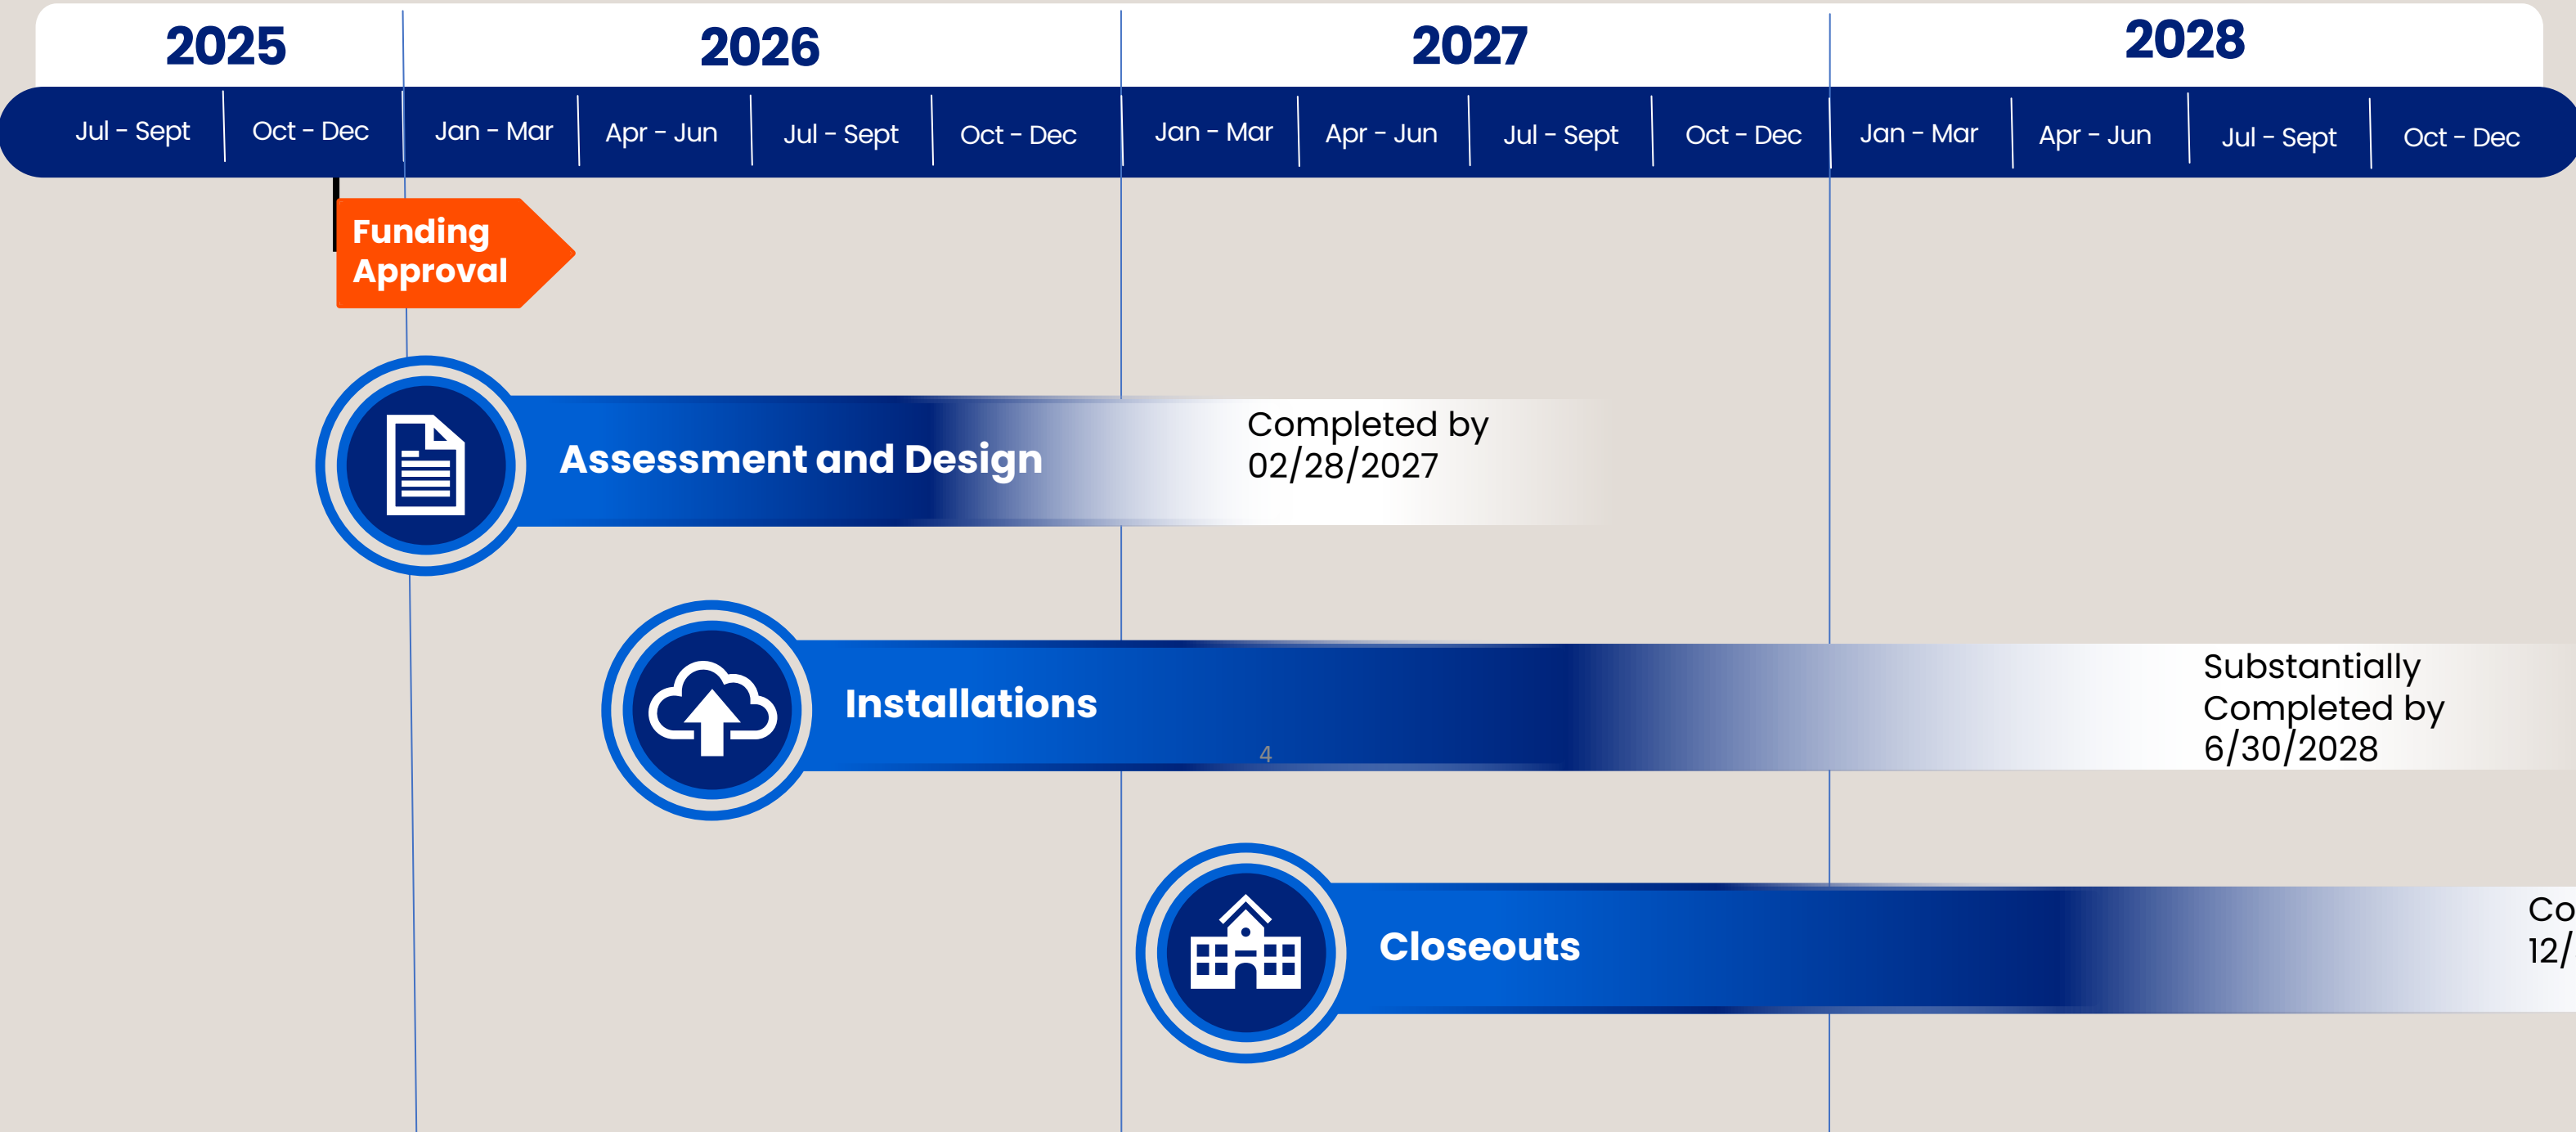 2025 2026 2027 2028
Jul - Sept Oct - Dec Jan - Mar Apr - Jun Jul - Sept Oct - Dec Jan - Mar Apr - Jun Jul - Sept Oct - Dec Jan - Mar Apr - Jun Jul - Sept Oct - Dec
Funding
Approval
Assessment and Design
Completed by
02/28/2027
Installations
Substantially
Completed by
6/30/2028
4
Closeouts
Co
12/